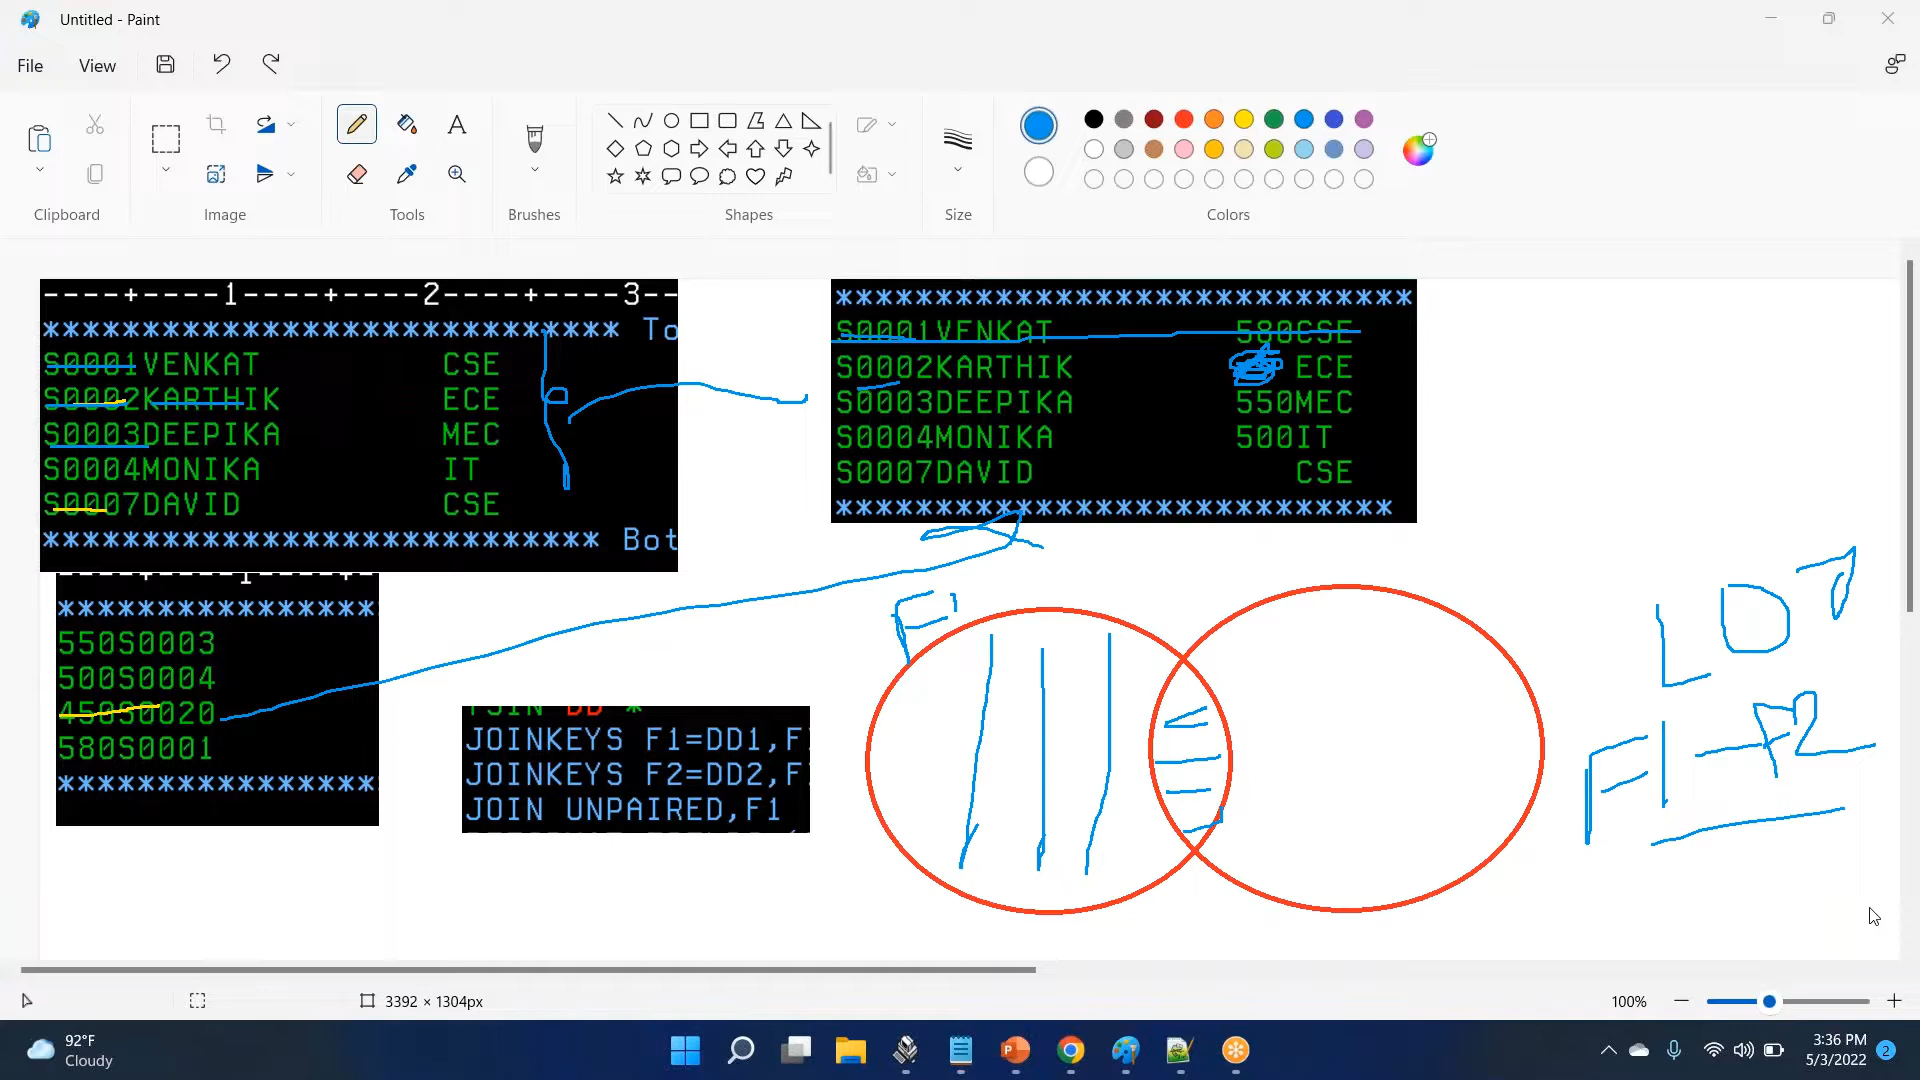 Untitled - Paint
File View
Clipboard Image Tools Brushes Shapes Size Colors
----+----1----+----2----+----3--
***************************** To
S0001VENKAT CSE
S0002KARTHIK ECE
S0003DEEPIKA MEC
S0004MONIKA IT
S0007DAVID CSE
**************************** Bot
*****************************
S0001VENKAT 580CSE
S0002KARTHIK ECE
S0003DEEPIKA 550MEC
S0004MONIKA 500IT
S0007DAVID CSE
****************************
****************
550S0003
500S0004
450S0020
580S0001
****************
DD *
JOINKEYS F1=DD1,F
JOINKEYS F2=DD2,F
JOIN UNPAIRED,F1
F1
F1 - F2
3392 × 1304px
100%
92°F
Cloudy
3:36 PM
5/3/2022
2